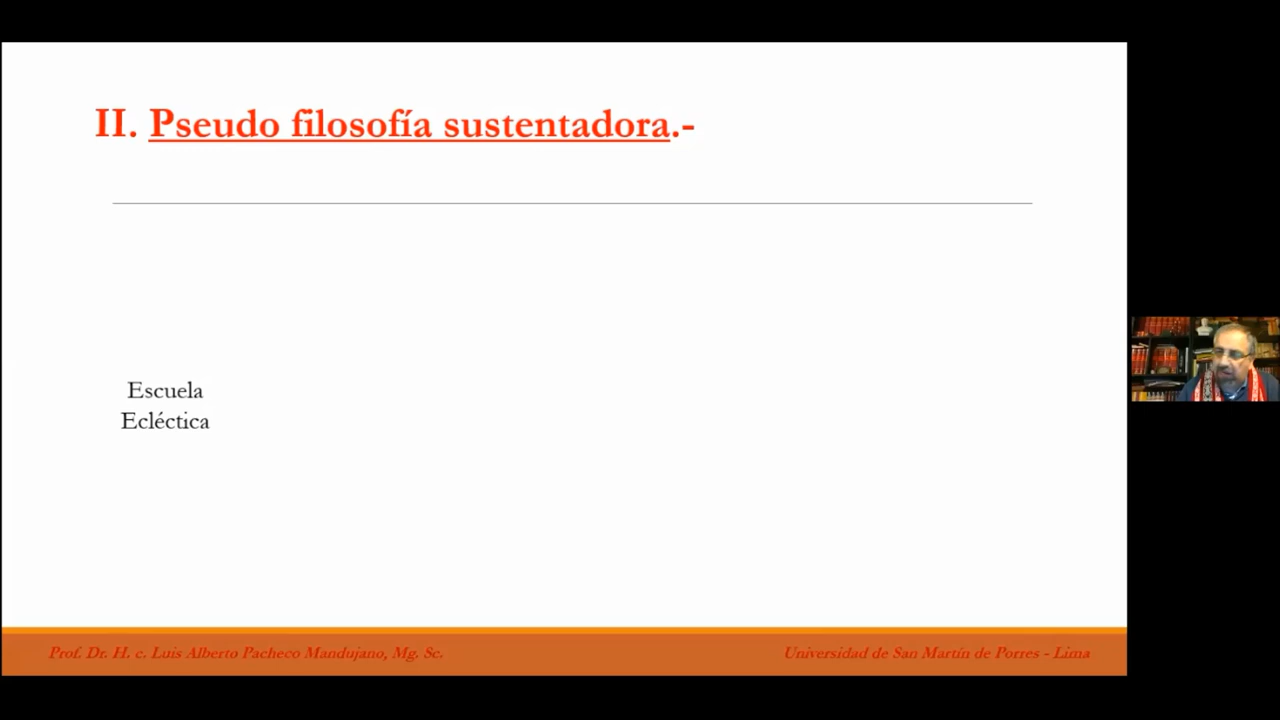 II. Pseudo filosofía sustentadora.-
Escuela
Ecléctica
Prof. Dr. H. c. Luis Alberto Pacheco Mandujano, Mg. Sc.
Universidad de San Martín de Porres - Lima